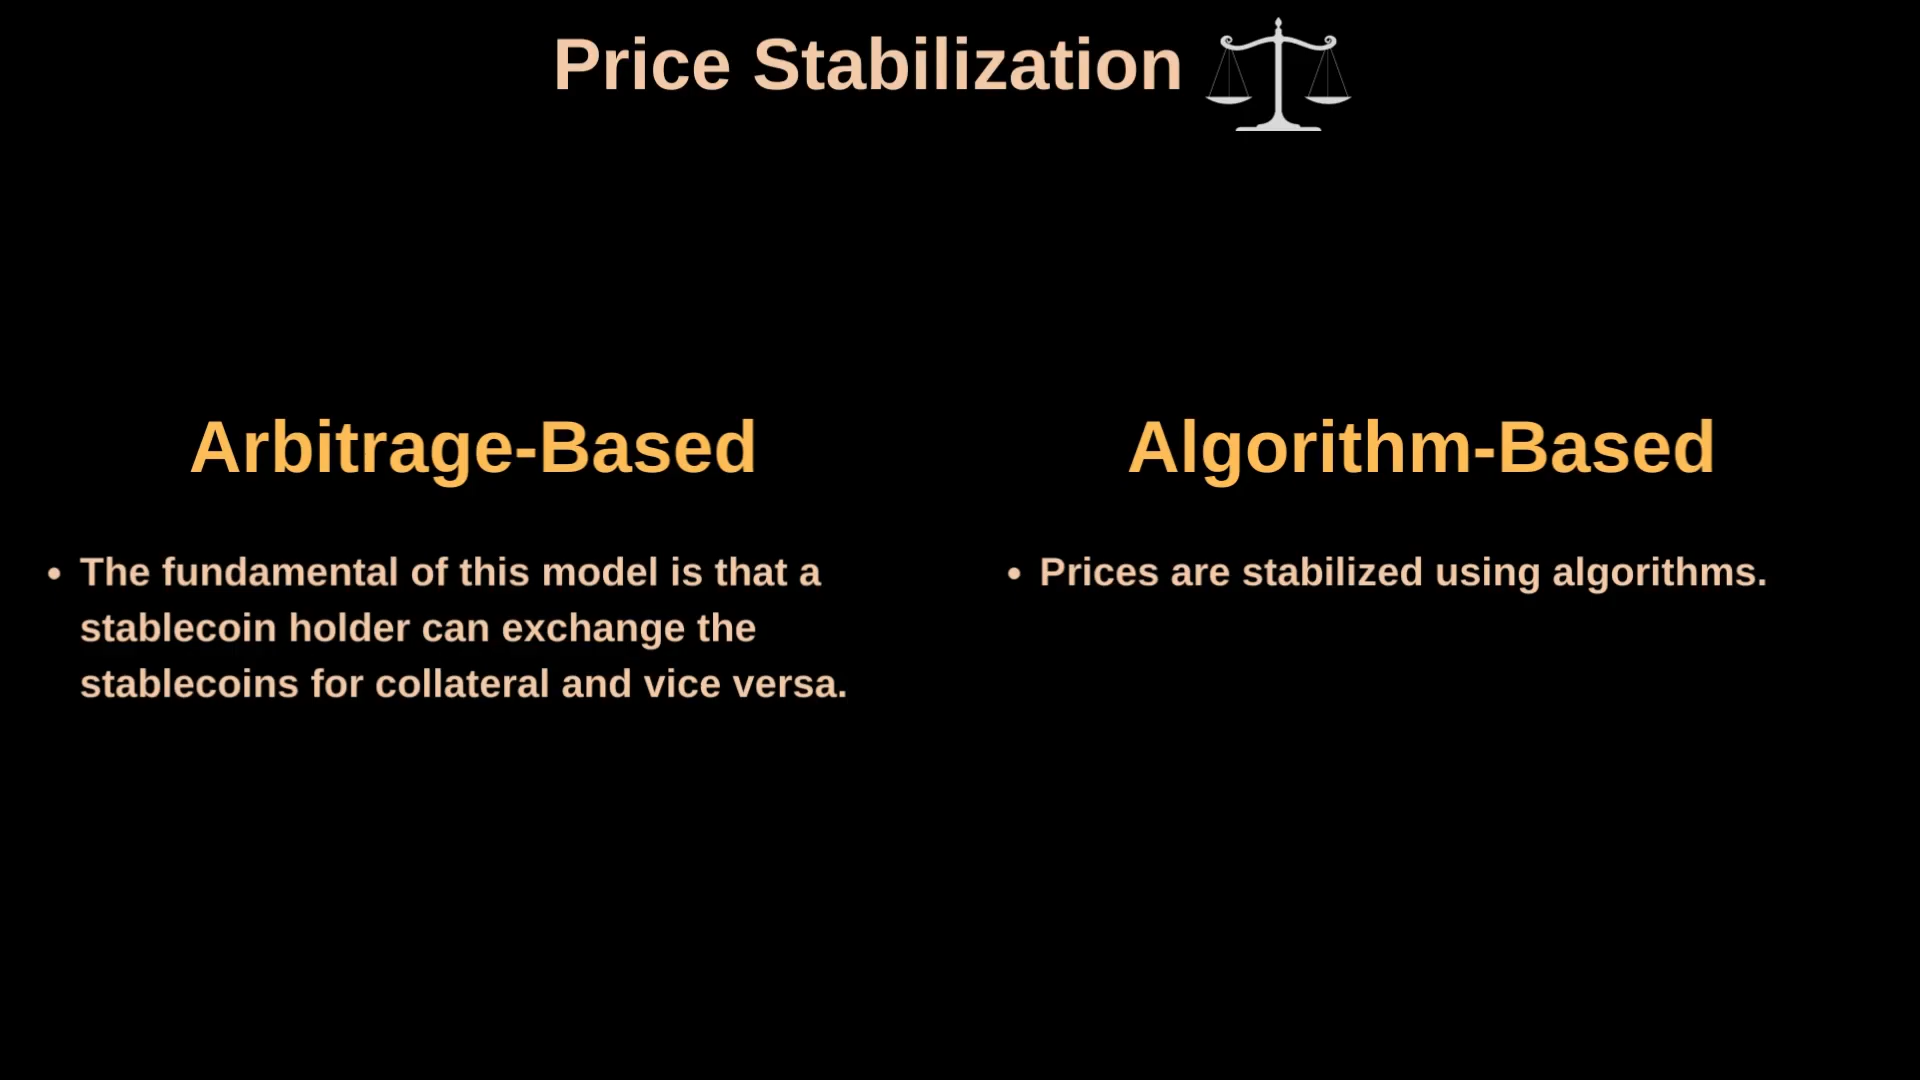 Price Stabilization
Arbitrage-Based
• The fundamental of this model is that a
stablecoin holder can exchange the
stablecoins for collateral and vice versa.
Algorithm-Based
• Prices are stabilized using algorithms.